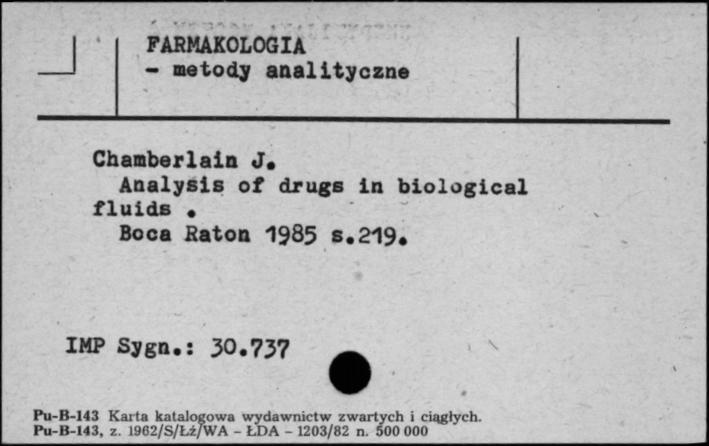 FARMAKOLOGIA
- metody analityczne
Chamberlain J.
Analysis of drugs in biological
fluids .
Boca Raton 1985 s.219.
IMP Sygn.: 30.737
Pu-B-143 Karta katalogowa wydawnictw zwartych i ciągłych.
Pu-B-143, z. 1962/S/Łź/WA - ŁDA - 1203/82 n. 500 000